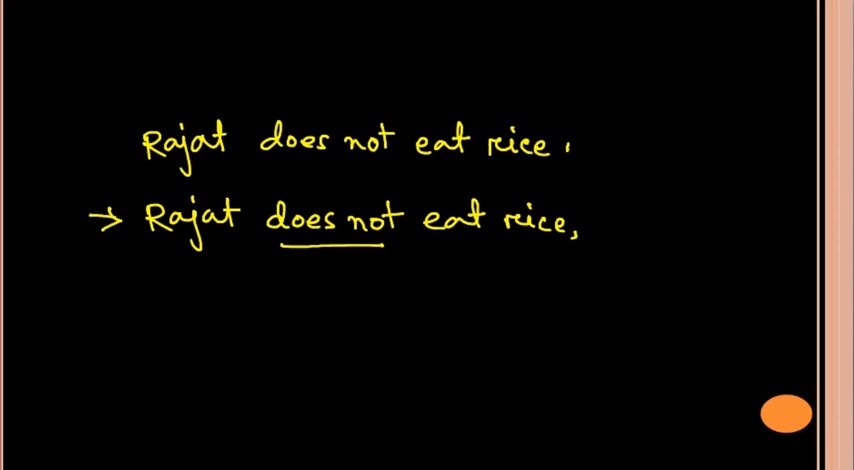 Rajat does not eat rice.
→ Rajat does not eat rice,